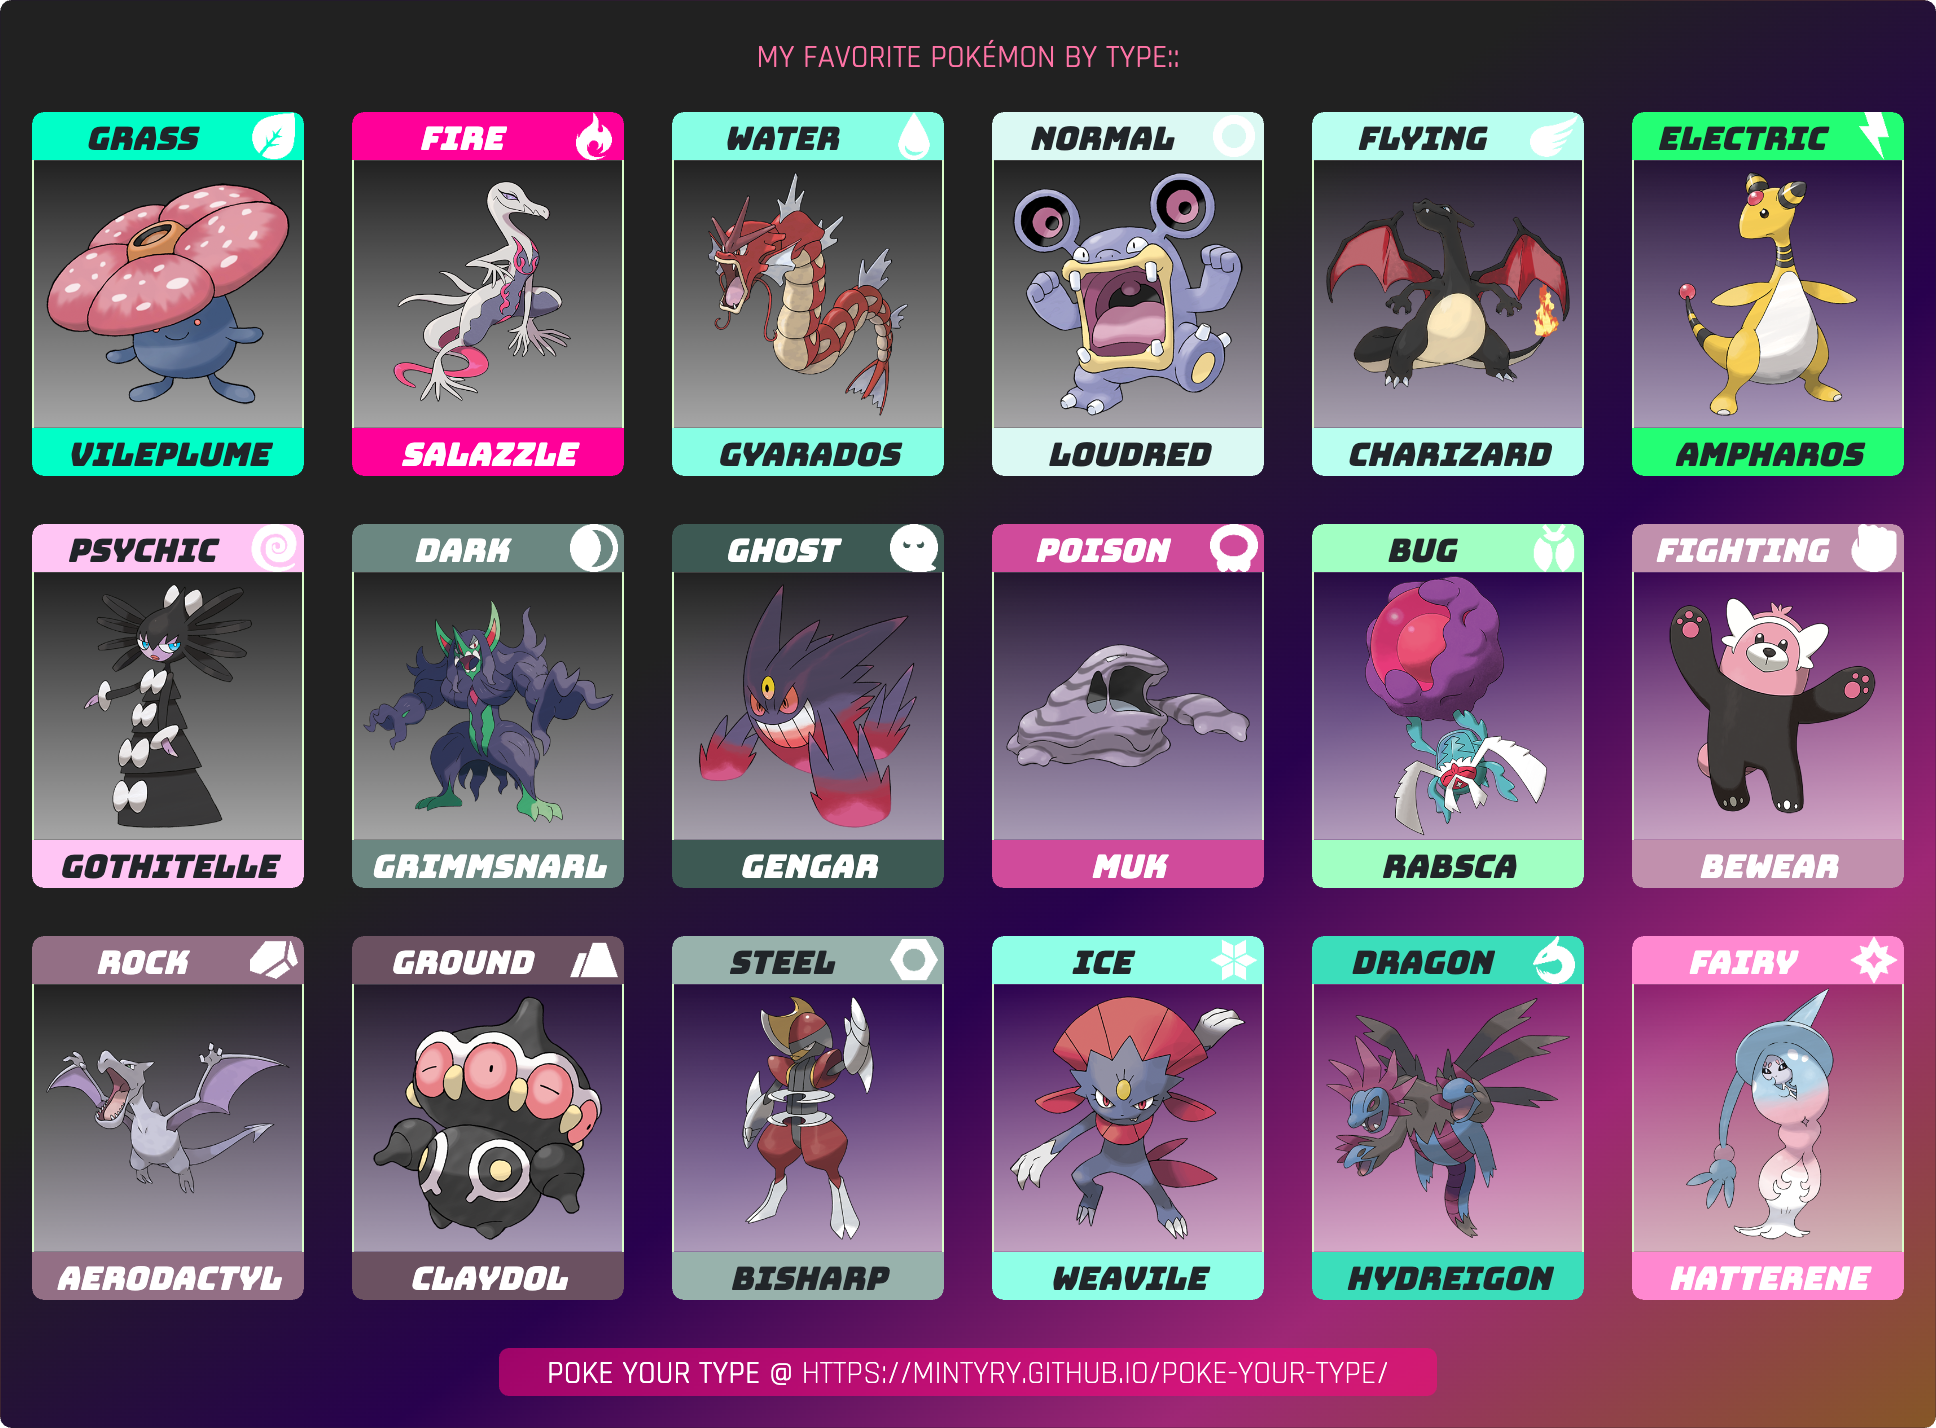 MY FAVORITE POKÉMON BY TYPE::
GRASS
FIRE
WATER
NORMAL
FLYING
ELECTRIC
VILEPLUME
SALAZZLE
GYARADOS
LOUDRED
CHARIZARD
AMPHAROS
PSYCHIC
DARK
GHOST
POISON
BUG
FIGHTING
GOTHITELLE
GRIMMSNARL
GENGAR
MUK
RABSCA
BEWEAR
ROCK
GROUND
STEEL
ICE
DRAGON
FAIRY
AERODACTYL
CLAYDOL
BISHARP
WEAVILE
HYDREIGON
HATTERENE
POKE YOUR TYPE @ HTTPS://MINTYRY.GITHUB.IO/POKE-YOUR-TYPE/